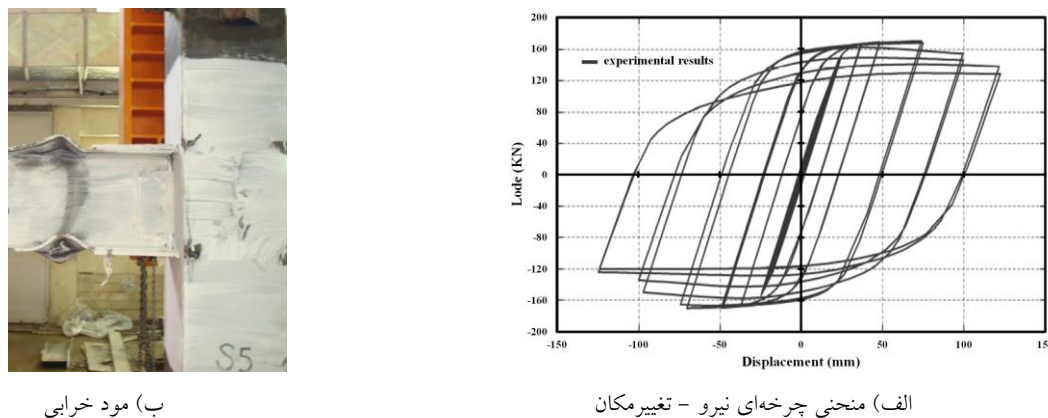 S5
200
160
120
80
40
0
-40
-80
-120
-160
-200
Lode (KN)
experimental results
-150 -100 -50 0 50 100 150
Displacement (mm)
الف) منحنی چرخه‌ای نیرو - تغییرمکان
ب) مود خرابی